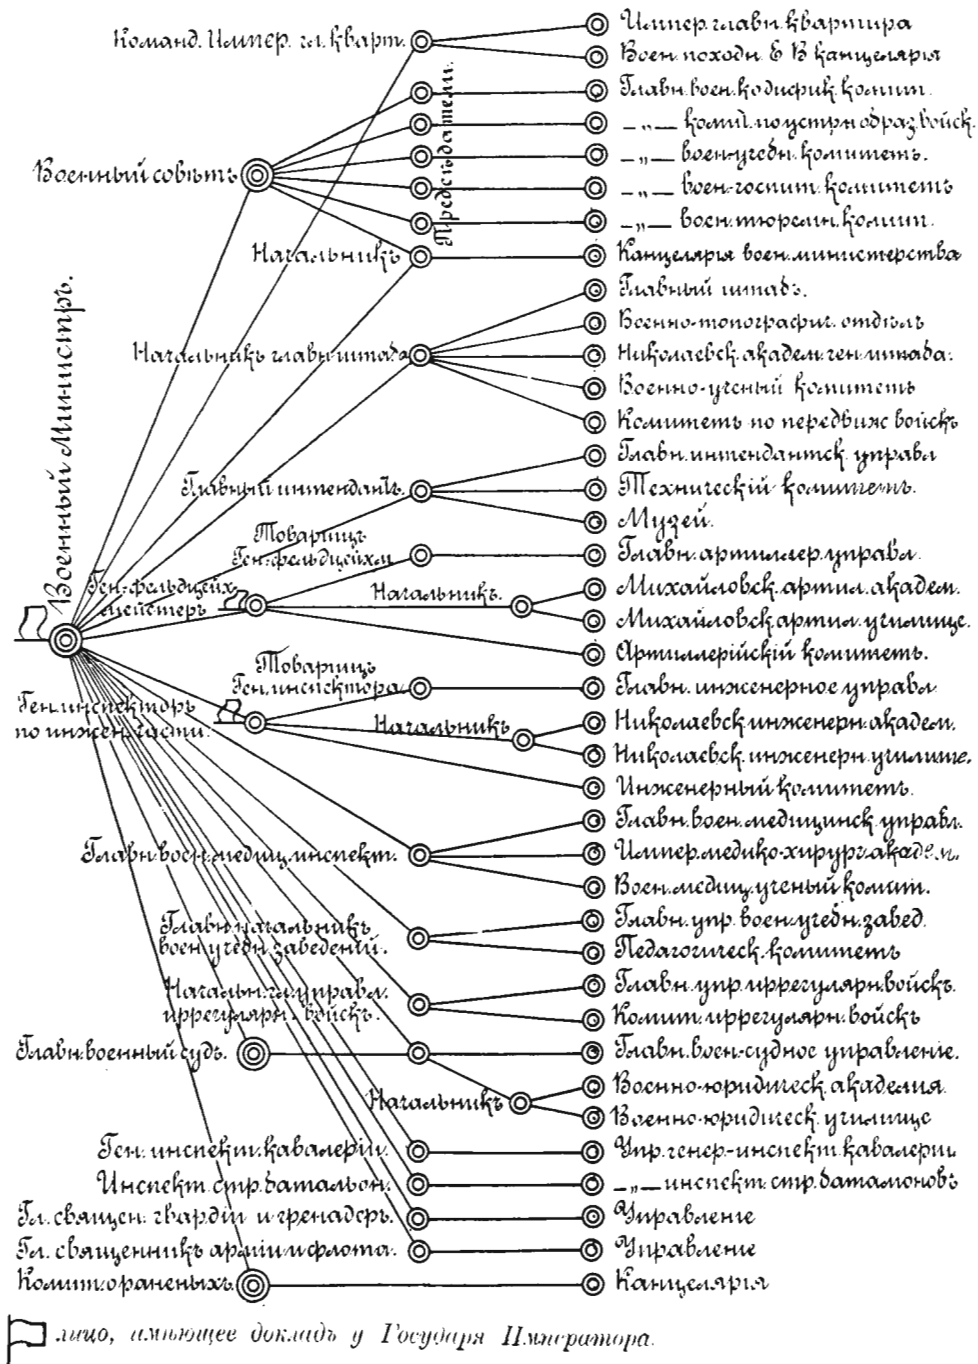 Команд. Импер. гл. кварт.
Импер. главн. квартира
Воен. походн. Е В канцелярія
Военный совѣтъ
Предсѣдатели.
Главн. воен. кодифик. комит.
—„— комит. по устр. и образ. войск.
—„— воен.-учебн. комитетъ.
—„— воен.-госпит. комитетъ
—„— воен. тюремн. комит.
Начальникъ
Канцелярія воен. министерства
Военный Министръ.
Начальникъ главн. штаба
Главный штабъ.
Военно-топографич. отдѣлъ
Николаевск. академ. ген. штаба.
Военно-ученый комитетъ
Комитетъ по передвиж. войскъ
Главный интендантъ.
Главн. интендантск. управл
Техническій комитетъ.
Музей.
Ген.-фельдцейх-
мейстеръ
Товарищъ
Ген.-фельдцейхм.
Главн. артиллер. управл.
Начальникъ.
Михайловск. артил. академ.
Михайловск. артил. училище.
Артиллерійскій комитетъ.
Ген. инспекторъ
по инжен. части.
Товарищъ
Ген. инспектора
Главн. инженерное управл.
Начальникъ
Николаевск. инженерн. академ.
Николаевск. инженерн. училище.
Инженерный комитетъ.
Главн. воен. медиц. инспект.
Главн. воен. медицинск. управл.
Импер. медико-хирург. академ.
Воен. медиц. ученый комит.
Главн. начальникъ
воен. учебн. заведеній.
Главн. упр. воен. учебн. завед.
Педагогическ. комитетъ
Начальн. гл. управл.
иррегулярн. войскъ.
Главн. упр. иррегулярн. войскъ.
Комит. иррегулярн. войскъ
Главн. военный судъ.
Главн. воен.-судное управленіе.
Начальникъ
Военно-юридическ. академия.
Военно-юридическ. училище
Ген. инспект. кавалеріи.
Упр. генер.-инспект. кавалеріи
Инспект. стр. батальон.
—„— инспект. стр. баталіоновъ
Гл. священ. гвардіи и гренадеръ.
Управленіе
Гл. священникъ арміи и флота.
Управленіе
Комит. о раненыхъ.
Канцелярія
лицо, имѣющее докладъ у Государя Императора.